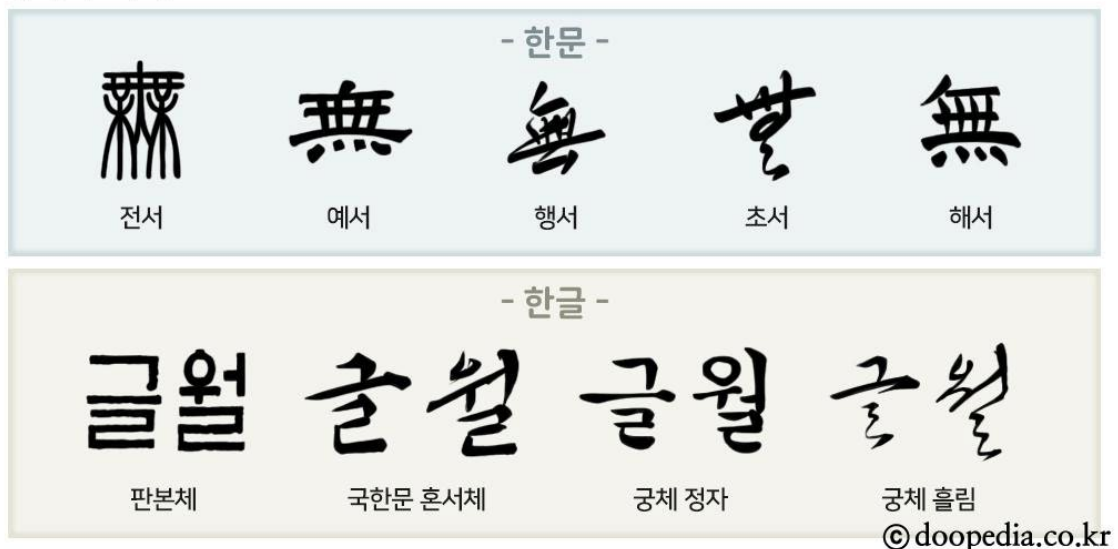 - 한문 -
無 無 無 無 無
전서 예서 행서 초서 해서
- 한글 -
글월 글월 글월 글월
판본체 국한문 혼서체 궁체 정자 궁체 흘림
© doopedia.co.kr